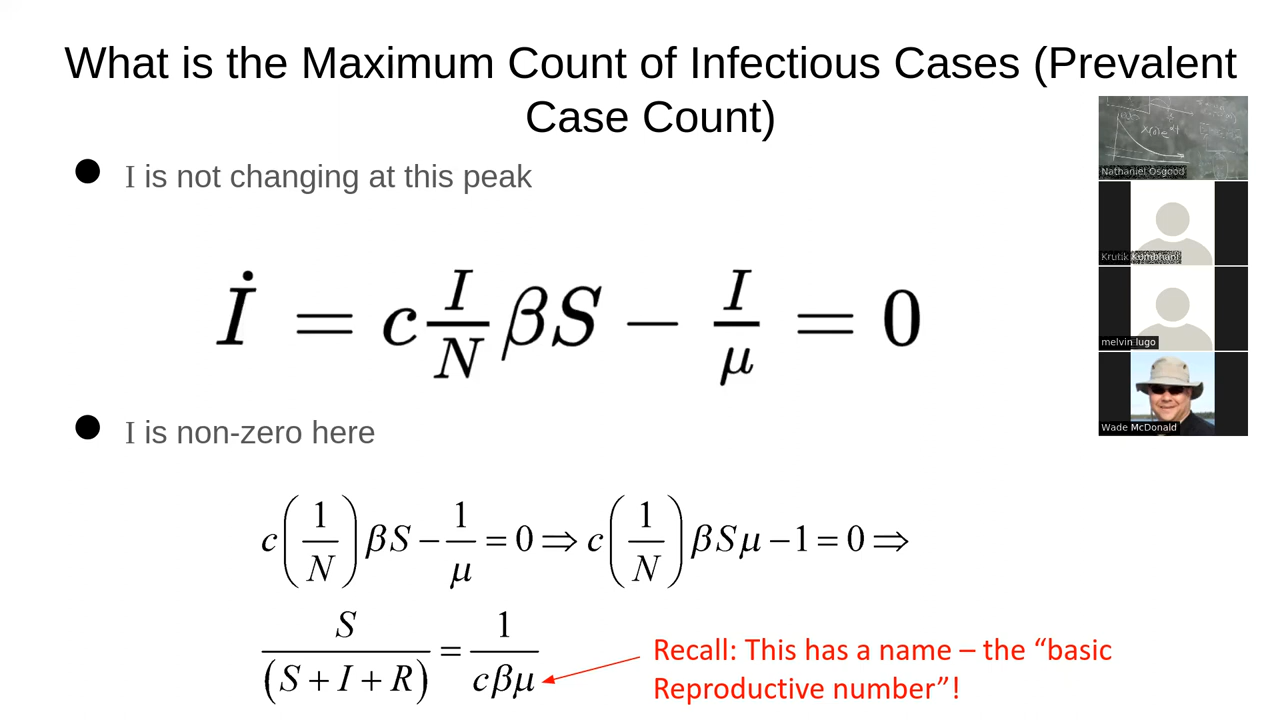 What is the Maximum Count of Infectious Cases (Prevalent
Case Count)
● I is not changing at this peak
İ = c I/N βS − I/μ = 0
● I is non-zero here
c(1/N)βS − 1/μ = 0 ⇒ c(1/N)βSμ − 1 = 0 ⇒
S/(S + I + R) = 1/cβμ
Recall: This has a name – the “basic
Reproductive number”!
Nathaniel Osgood
Krutik Kumbhani
melvin lugo
Wade McDonald